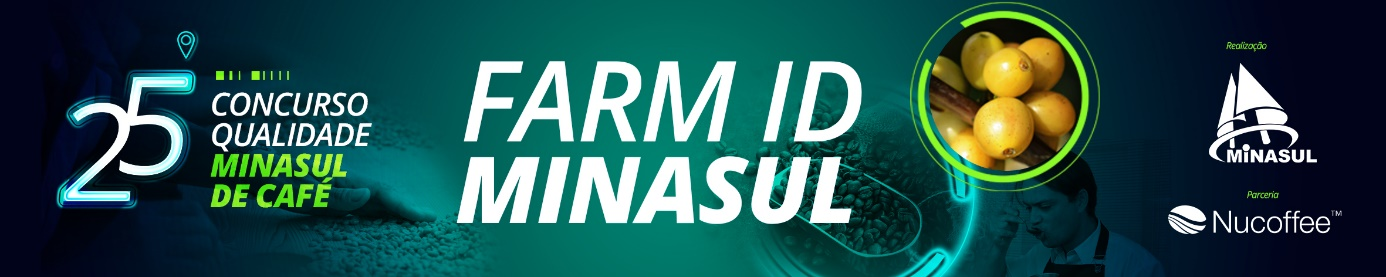 25
CONCURSO
QUALIDADE
MINASUL
DE CAFÉ
FARM ID
MINASUL
Realização
MINASUL
Parceria
Nucoffee™